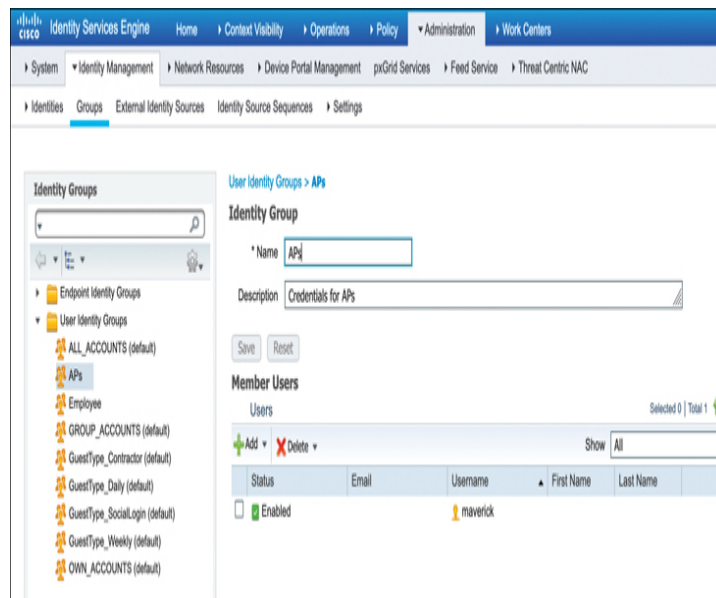 cisco Identity Services Engine Home Context Visibility Operations Policy Administration Work Centers
System Identity Management Network Resources Device Portal Management pxGrid Services Feed Service Threat Centric NAC
Identities Groups External Identity Sources Identity Source Sequences Settings
Identity Groups
Endpoint Identity Groups
User Identity Groups
ALL_ACCOUNTS (default)
APs
Employee
GROUP_ACCOUNTS (default)
GuestType_Contractor (default)
GuestType_Daily (default)
GuestType_SocialLogin (default)
GuestType_Weekly (default)
OWN_ACCOUNTS (default)
User Identity Groups > APs
Identity Group
* Name APs
Description Credentials for APs
Save Reset
Member Users
Users
Selected 0 | Total 1
Add Delete Show All
Status Email Username First Name Last Name
Enabled maverick